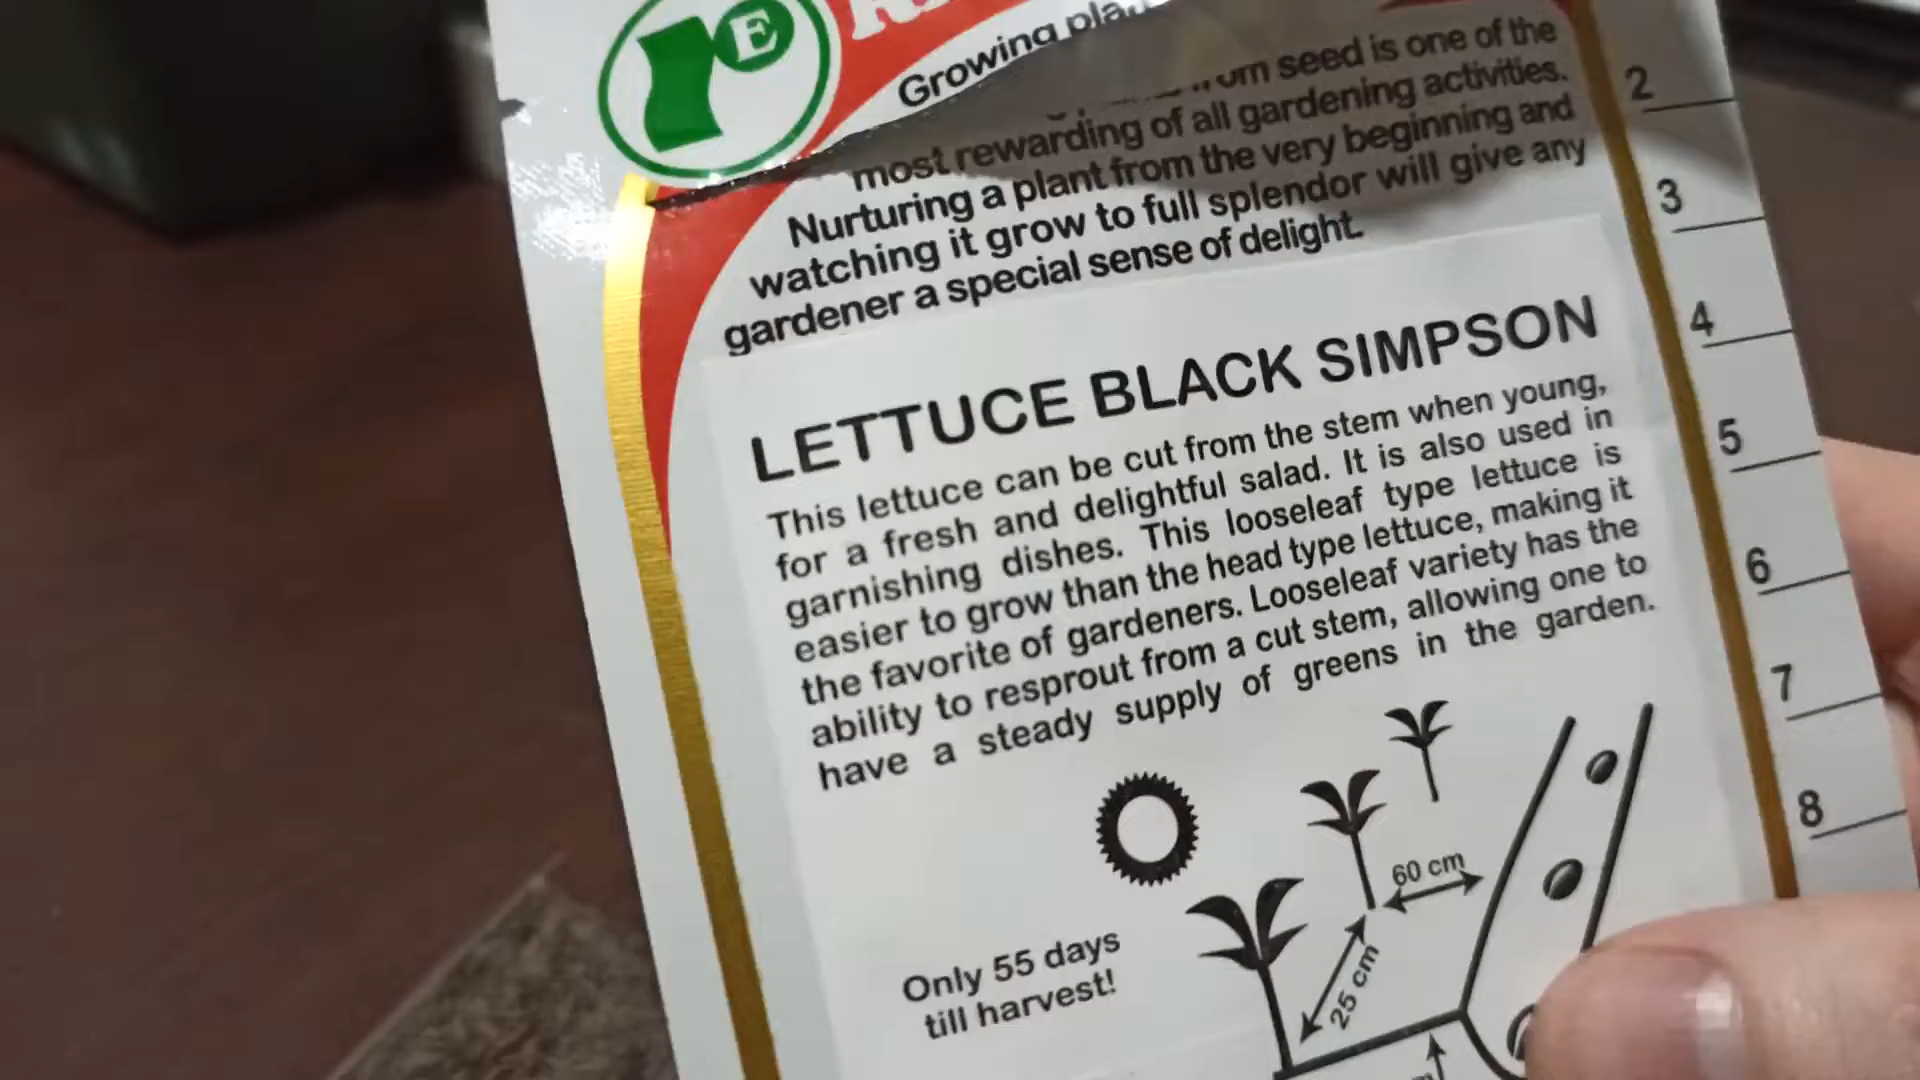 rE
Growing
seed is one of the
most rewarding of all gardening activities.
Nurturing a plant from the very beginning and
watching it grow to full splendor will give any
gardener a special sense of delight.
LETTUCE BLACK SIMPSON
This lettuce can be cut from the stem when young,
for a fresh and delightful salad. It is also used in
garnishing dishes. This looseleaf type lettuce is
easier to grow than the head type lettuce, making it
the favorite of gardeners. Looseleaf variety has the
ability to resprout from a cut stem, allowing one to
have a steady supply of greens in the garden.
60 cm
25 cm
Only 55 days
till harvest!
2
3
4
5
6
7
8